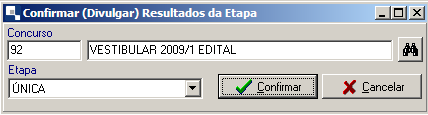 Confirmar (Divulgar) Resultados da Etapa
Concurso
92 VESTIBULAR 2009/1 EDITAL
Etapa
ÚNICA Confirmar Cancelar